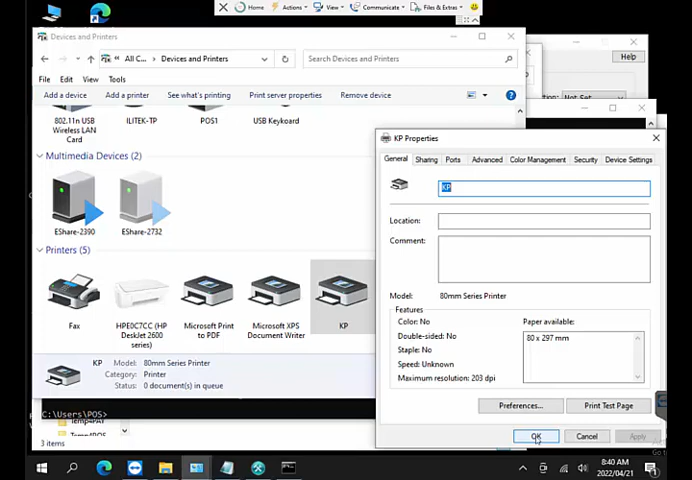 Home Actions View Communicate Files & Extras
Devices and Printers
All C... Devices and Printers
Search Devices and Printers
File Edit View Tools
Add a device Add a printer See what's printing Print server properties Remove device
Help
Not Set
802.11n USB Wireless LAN Card
ILITEK-TP
POS1
USB Keyboard
Multimedia Devices (2)
EShare-2390
EShare-2732
Printers (5)
Fax
HPE0C7CC (HP DeskJet 2600 series)
Microsoft Print to PDF
Microsoft XPS Document Writer
KP
KP Model: 80mm Series Printer
Category: Printer
Status: 0 document(s) in queue
C:\Users\POS>
Temp4PAY
Temp4POS
3 items
KP Properties
General Sharing Ports Advanced Color Management Security Device Settings
KP
Location:
Comment:
Model: 80mm Series Printer
Features
Color: No
Double-sided: No
Staple: No
Speed: Unknown
Maximum resolution: 203 dpi
Paper available:
80 x 297 mm
Preferences... Print Test Page
OK Cancel Apply
8:40 AM
2022/04/21